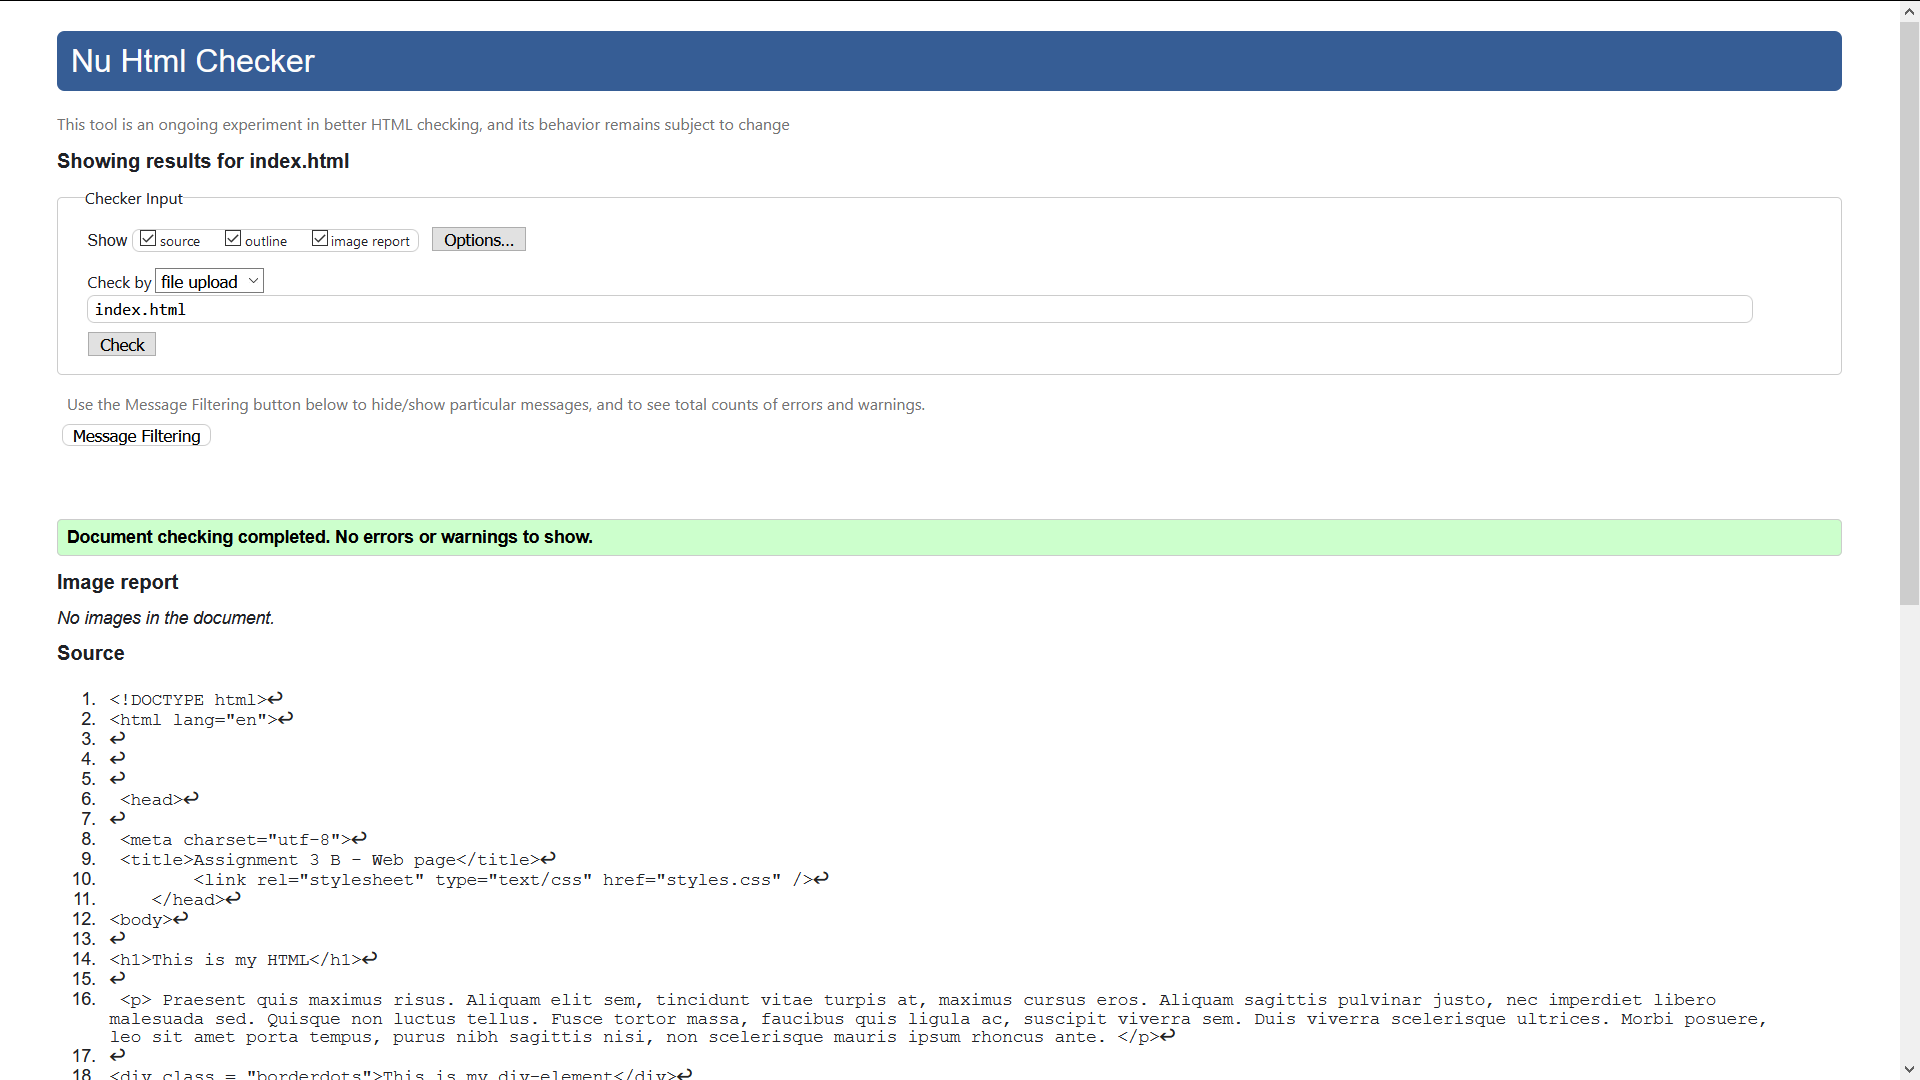 Nu Html Checker
This tool is an ongoing experiment in better HTML checking, and its behavior remains subject to change
Showing results for index.html
Checker Input
Show source outline image report Options...
Check by file upload
index.html
Check
Use the Message Filtering button below to hide/show particular messages, and to see total counts of errors and warnings.
Message Filtering
Document checking completed. No errors or warnings to show.
Image report
No images in the document.
Source
1. <!DOCTYPE html>↩
2. <html lang="en">↩
3. ↩
4. ↩
5. ↩
6. <head>↩
7. ↩
8. <meta charset="utf-8">↩
9. <title>Assignment 3 B - Web page</title>↩
10. <link rel="stylesheet" type="text/css" href="styles.css" />↩
11. </head>↩
12. <body>↩
13. ↩
14. <h1>This is my HTML</h1>↩
15. ↩
16. <p> Praesent quis maximus risus. Aliquam elit sem, tincidunt vitae turpis at, maximus cursus eros. Aliquam sagittis pulvinar justo, nec imperdiet libero
malesuada sed. Quisque non luctus tellus. Fusce tortor massa, faucibus quis ligula ac, suscipit viverra sem. Duis viverra scelerisque ultrices. Morbi posuere,
leo sit amet porta tempus, purus nibh sagittis nisi, non scelerisque mauris ipsum rhoncus ante. </p>↩
17. ↩
18. <div class = "borderdots">This is my div-element</div>↩